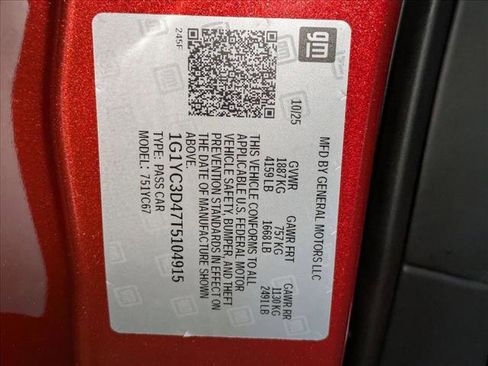 gm
MFD BY GENERAL MOTORS LLC
10/25
GVWR
1887 KG
4159 LB
GAWR FRT
757 KG
1668 LB
GAWR RR
1130 KG
2491 LB
THIS VEHICLE CONFORMS TO ALL
APPLICABLE U.S. FEDERAL MOTOR
VEHICLE SAFETY, BUMPER, AND THEFT
PREVENTION STANDARDS IN EFFECT ON
THE DATE OF MANUFACTURE SHOWN
ABOVE.
1G1YC3D47T5104915
TYPE: PASS CAR
MODEL: 751YC67
245F